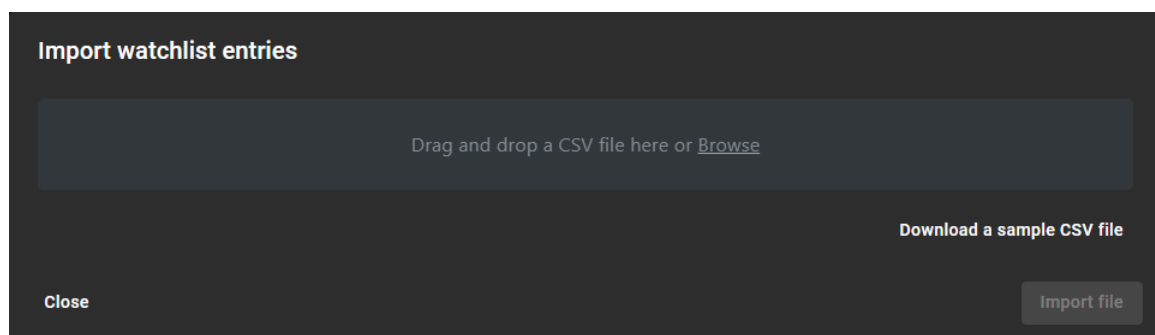 Import watchlist entries
Drag and drop a CSV file here or Browse
Download a sample CSV file
Close
Import file